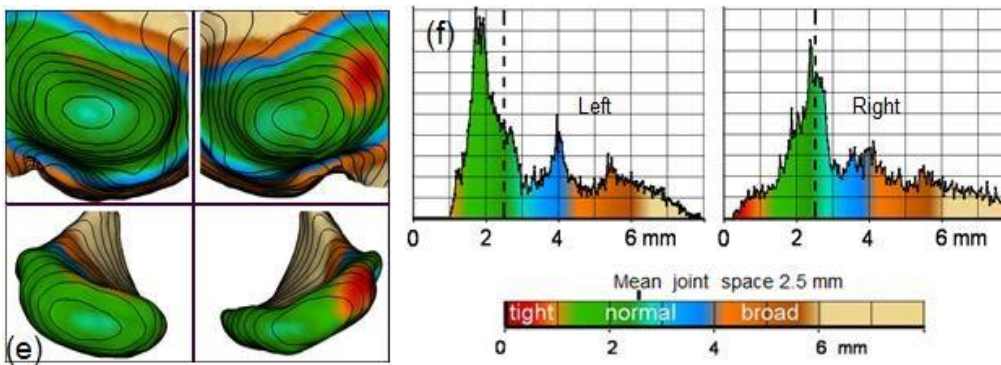 (f)
Left
Right
0 2 4 6 mm
0 2 4 6 mm
Mean joint space 2.5 mm
tight normal broad
0 2 4 6 mm
(e)